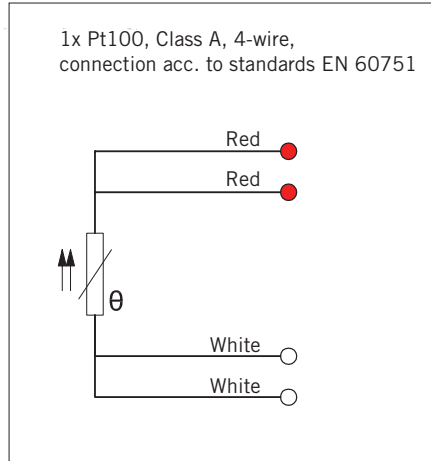 1x Pt100, Class A, 4-wire,
connection acc. to standards EN 60751
Red
Red
θ
White
White